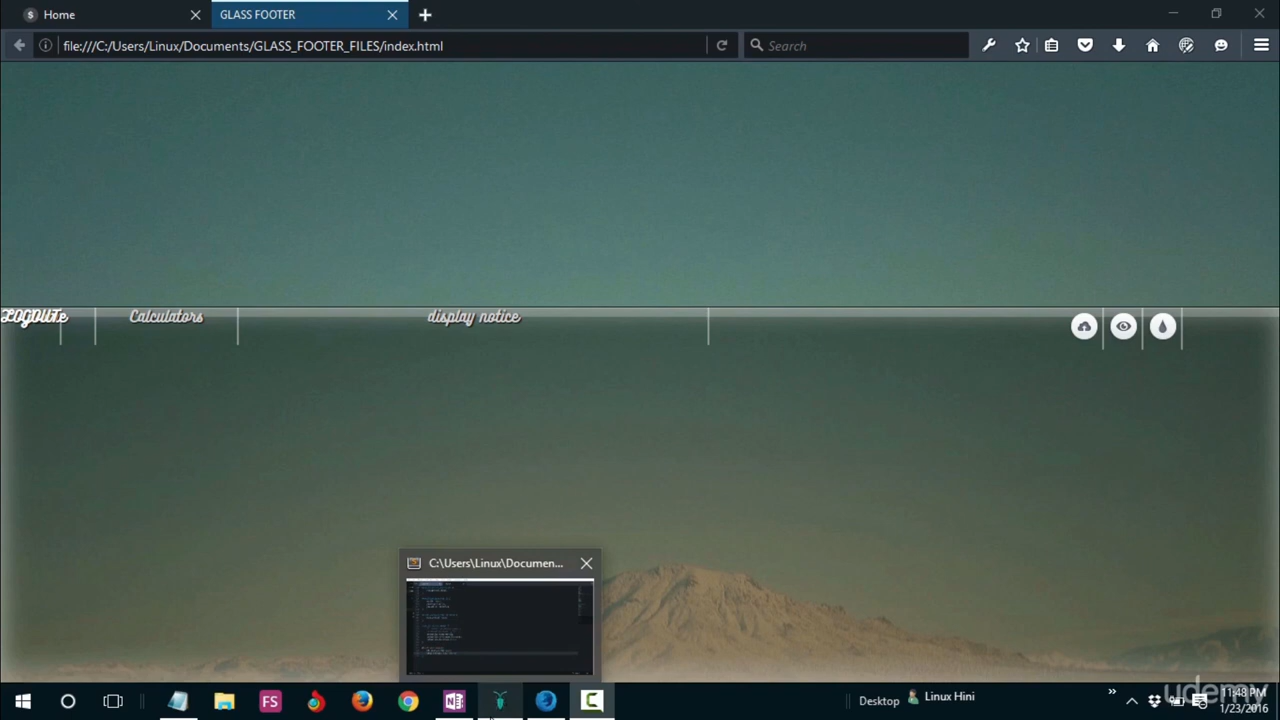 Home
GLASS FOOTER
file:///C:/Users/Linux/Documents/GLASS_FOOTER_FILES/index.html
Search
Calculators
display notice
C:\Users\Linux\Documen...
FS
N
C
Desktop
Linux Hini
11:48 PM
1/23/2016
udemy